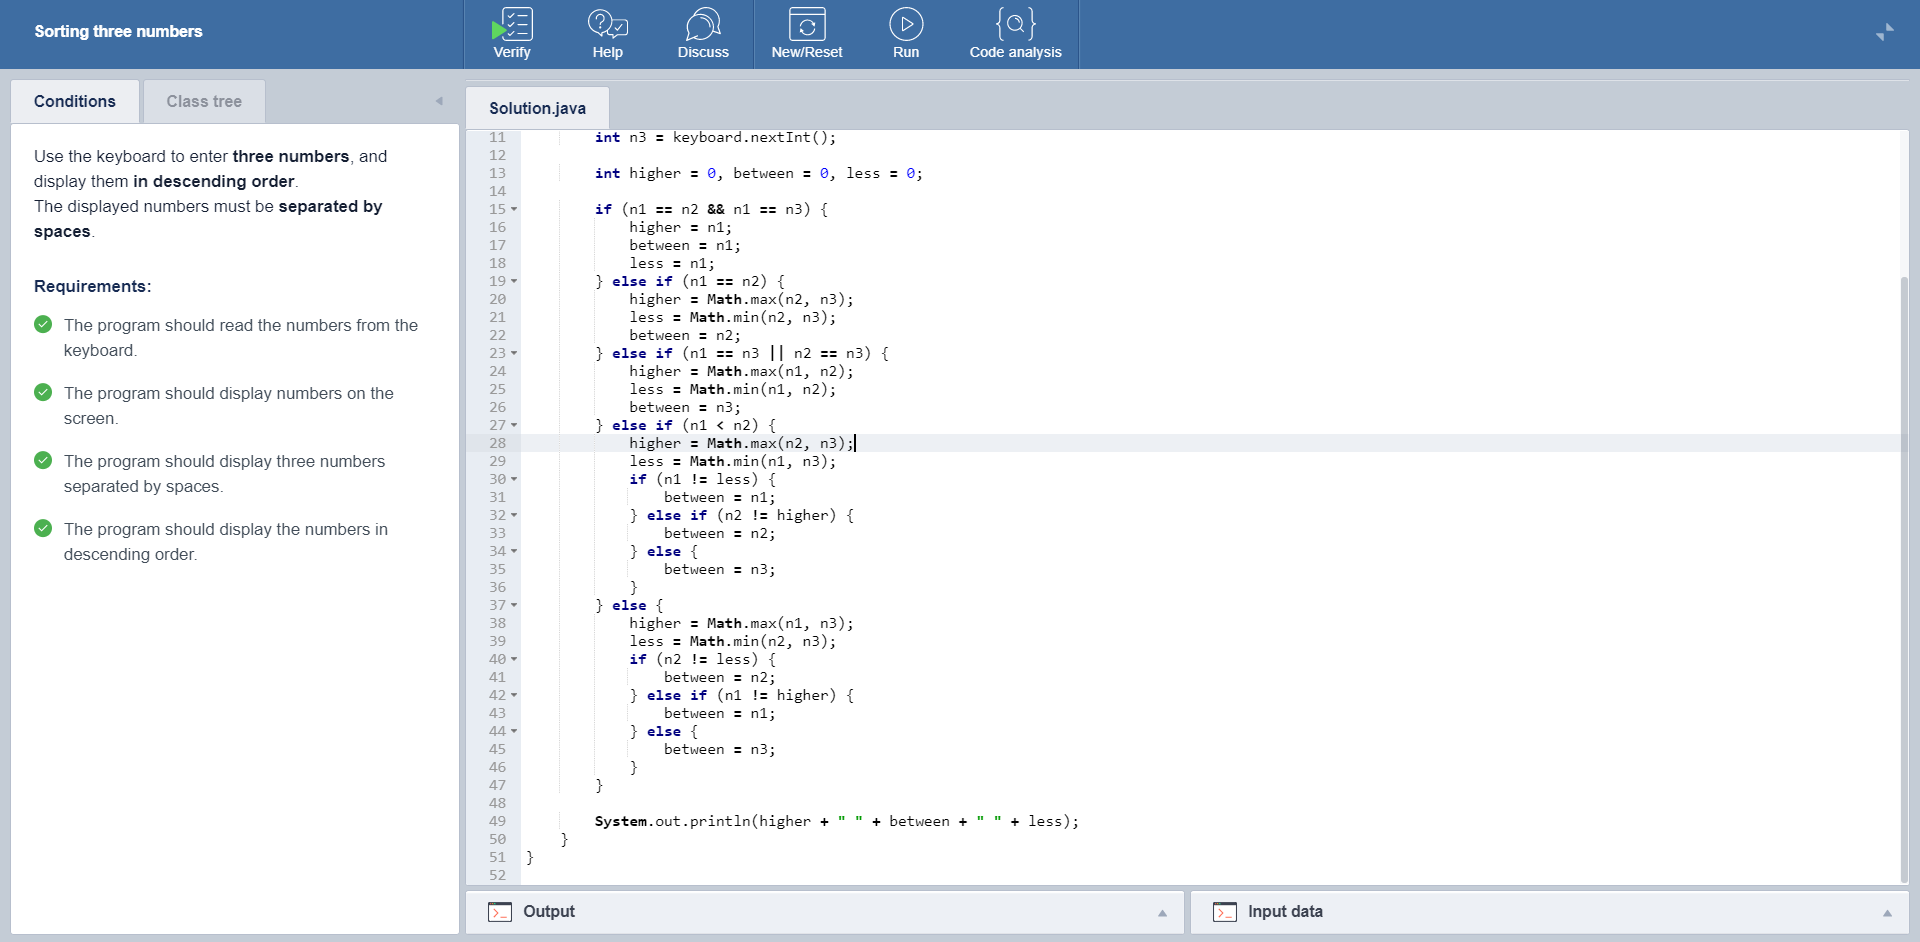 Sorting three numbers
Verify
Help
Discuss
New/Reset
Run
Code analysis
Conditions
Class tree
Use the keyboard to enter three numbers, and
display them in descending order.
The displayed numbers must be separated by
spaces.
Requirements:
The program should read the numbers from the
keyboard.
The program should display numbers on the
screen.
The program should display three numbers
separated by spaces.
The program should display the numbers in
descending order.
Solution.java
11 int n3 = keyboard.nextInt();
12
13 int higher = 0, between = 0, less = 0;
14
15 if (n1 == n2 && n1 == n3) {
16 higher = n1;
17 between = n1;
18 less = n1;
19 } else if (n1 == n2) {
20 higher = Math.max(n2, n3);
21 less = Math.min(n2, n3);
22 between = n2;
23 } else if (n1 == n3 || n2 == n3) {
24 higher = Math.max(n1, n2);
25 less = Math.min(n1, n2);
26 between = n3;
27 } else if (n1 < n2) {
28 higher = Math.max(n2, n3);
29 less = Math.min(n1, n3);
30 if (n1 != less) {
31 between = n1;
32 } else if (n2 != higher) {
33 between = n2;
34 } else {
35 between = n3;
36 }
37 } else {
38 higher = Math.max(n1, n3);
39 less = Math.min(n2, n3);
40 if (n2 != less) {
41 between = n2;
42 } else if (n1 != higher) {
43 between = n1;
44 } else {
45 between = n3;
46 }
47 }
48
49 System.out.println(higher + " " + between + " " + less);
50 }
51 }
52
Output
Input data